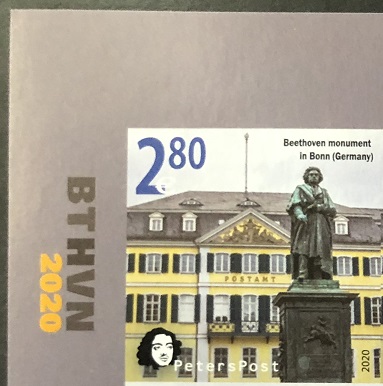 2.80
Beethoven monument
in Bonn (Germany)
BTHVN
2020
POSTAMT
PetersPost
2020